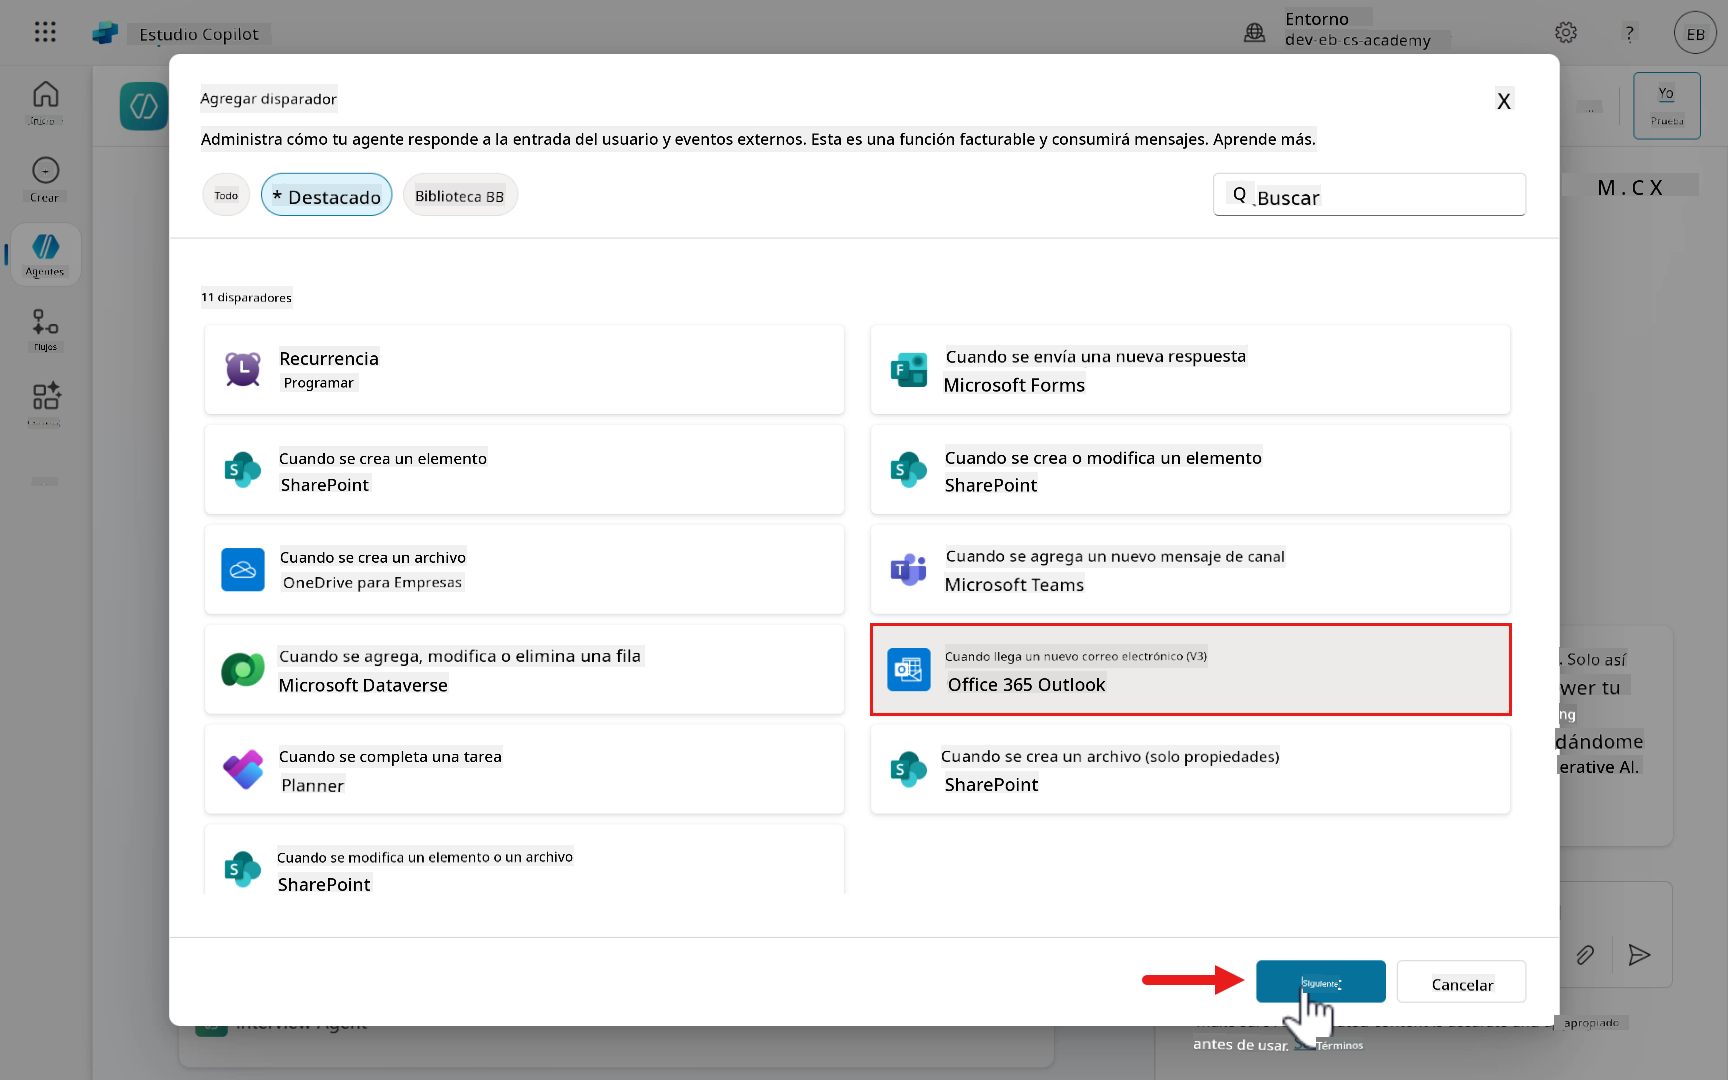 Estudio Copilot
Entorno
dev-eb-cs-academy
?
EB
Inicio
Crear
Agentes
Flujos
Agregar disparador
X
Administra cómo tu agente responde a la entrada del usuario y eventos externos. Esta es una función facturable y consumirá mensajes. Aprende más.
Todo
* Destacado
Biblioteca BB
Q Buscar
Yo
Prueba
M.CX
11 disparadores
Recurrencia
Programar
Cuando se envía una nueva respuesta
Microsoft Forms
Cuando se crea un elemento
SharePoint
Cuando se crea o modifica un elemento
SharePoint
Cuando se crea un archivo
OneDrive para Empresas
Cuando se agrega un nuevo mensaje de canal
Microsoft Teams
Cuando se agrega, modifica o elimina una fila
Microsoft Dataverse
Cuando llega un nuevo correo electrónico (V3)
Office 365 Outlook
Cuando se completa una tarea
Planner
Cuando se crea un archivo (solo propiedades)
SharePoint
Cuando se modifica un elemento o un archivo
SharePoint
. Solo así
wer tu
ng
dándome
erative AI.
Siguiente
Cancelar
Interview Agent
apropiado
antes de usar. Términos